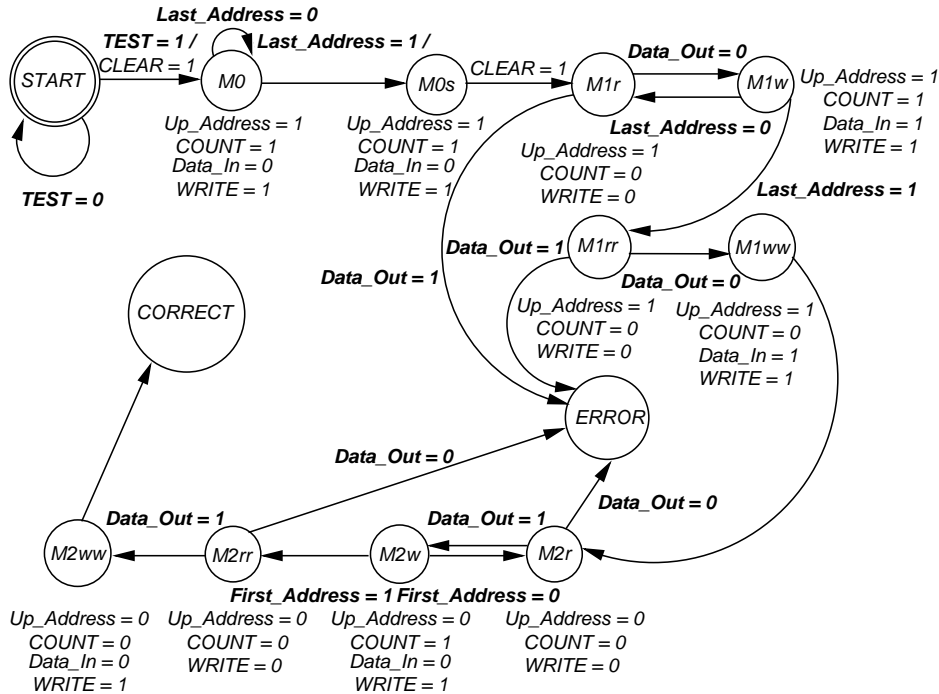 Last_Address = 0
TEST = 1 /
Last_Address = 1 /
CLEAR = 1
CLEAR = 1
Data_Out = 0
START
M0
M0s
M1r
M1w
Up_Address = 1
COUNT = 1
Data_In = 1
WRITE = 1
Up_Address = 1
COUNT = 1
Data_In = 0
WRITE = 1
Up_Address = 1
COUNT = 1
Data_In = 0
WRITE = 1
Last_Address = 0
Up_Address = 1
COUNT = 0
WRITE = 0
TEST = 0
Last_Address = 1
Data_Out = 1
M1rr
M1ww
Data_Out = 0
Data_Out = 1
CORRECT
Up_Address = 1
COUNT = 0
WRITE = 0
Up_Address = 1
COUNT = 0
Data_In = 1
WRITE = 1
ERROR
Data_Out = 0
Data_Out = 0
Data_Out = 1
Data_Out = 1
M2ww
M2rr
M2w
M2r
First_Address = 1 First_Address = 0
Up_Address = 0
COUNT = 0
Data_In = 0
WRITE = 1
Up_Address = 0
COUNT = 0
WRITE = 0
Up_Address = 0
COUNT = 1
Data_In = 0
WRITE = 1
Up_Address = 0
COUNT = 0
WRITE = 0